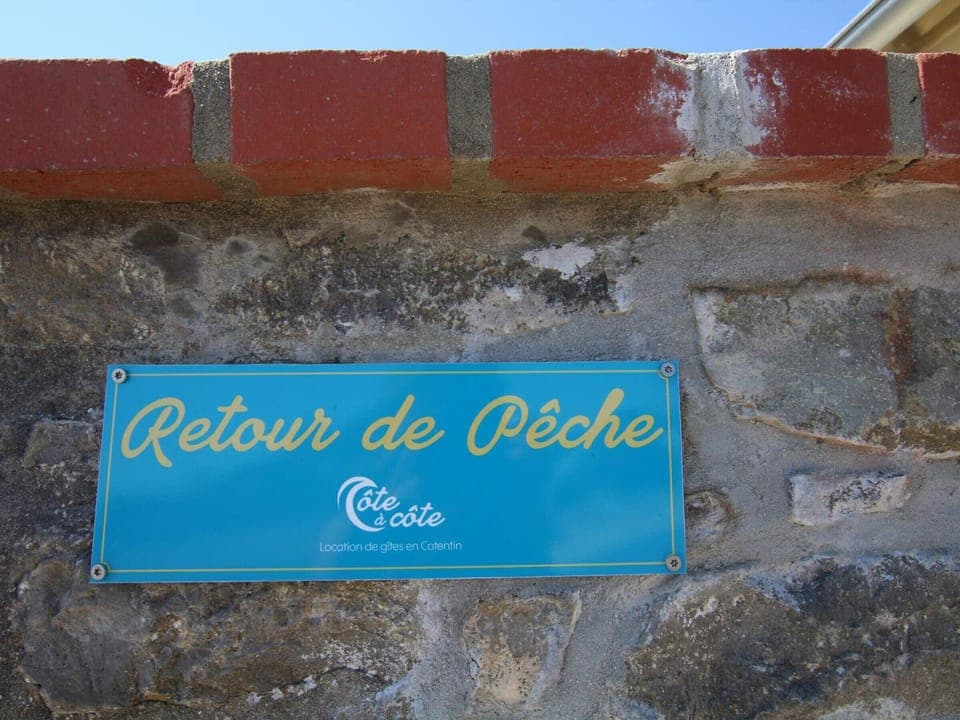 Retour de Pêche
Côte
à côte
Location de gîtes en Cotentin